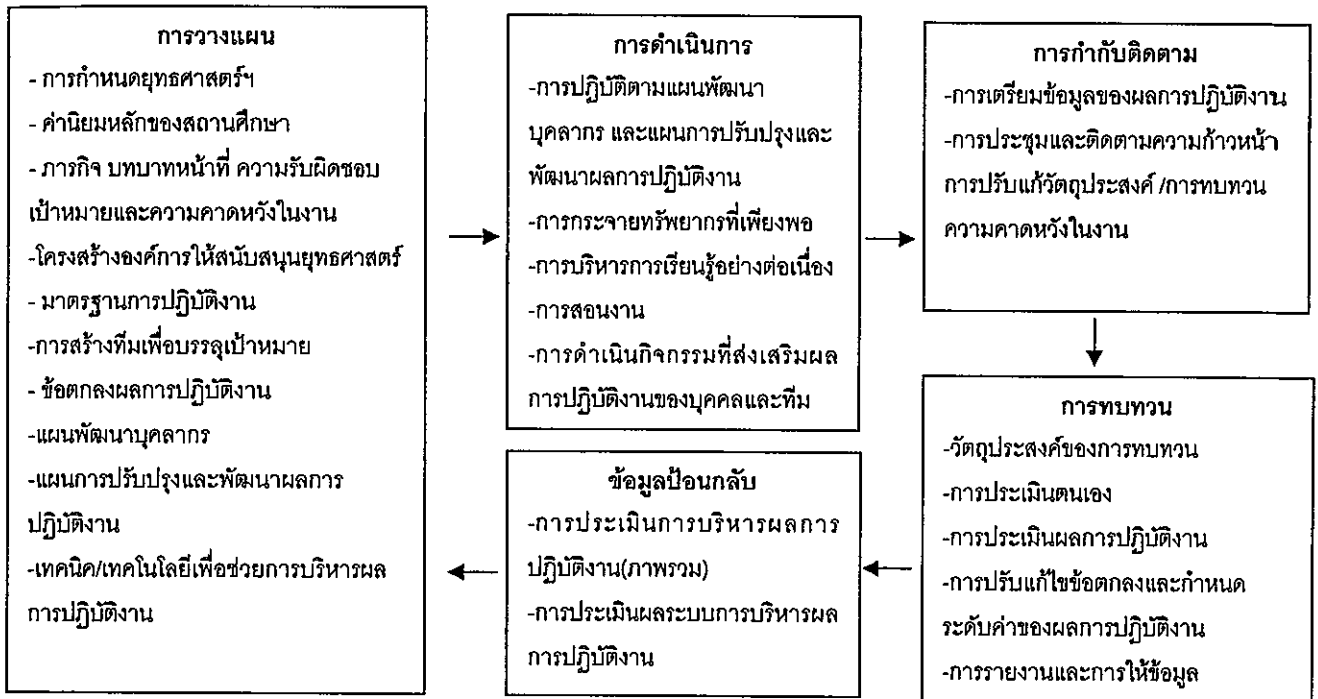 การวางแผน
- การกำหนดยุทธศาสตร์ฯ
- ค่านิยมหลักของสถานศึกษา
- ภารกิจ บทบาทหน้าที่ ความรับผิดชอบ
เป้าหมายและความคาดหวังในงาน
-โครงสร้างองค์การให้สนับสนุนยุทธศาสตร์
- มาตรฐานการปฏิบัติงาน
-การสร้างทีมเพื่อบรรลุเป้าหมาย
- ข้อตกลงผลการปฏิบัติงาน
-แผนพัฒนาบุคลากร
-แผนการปรับปรุงและพัฒนาผลการ
ปฏิบัติงาน
-เทคนิค/เทคโนโลยีเพื่อช่วยการบริหารผล
การปฏิบัติงาน
การดำเนินการ
-การปฏิบัติตามแผนพัฒนา
บุคลากร และแผนการปรับปรุงและ
พัฒนาผลการปฏิบัติงาน
-การกระจายทรัพยากรที่เพียงพอ
-การบริหารการเรียนรู้อย่างต่อเนื่อง
-การสอนงาน
-การดำเนินกิจกรรมที่ส่งเสริมผล
การปฏิบัติงานของบุคคลและทีม
การกำกับติดตาม
-การเตรียมข้อมูลของผลการปฏิบัติงาน
-การประชุมและติดตามความก้าวหน้า
การปรับแก้วัตถุประสงค์ /การทบทวน
ความคาดหวังในงาน
การทบทวน
-วัตถุประสงค์ของการทบทวน
-การประเมินตนเอง
-การประเมินผลการปฏิบัติงาน
-การปรับแก้ไขข้อตกลงและกำหนด
ระดับค่าของผลการปฏิบัติงาน
-การรายงานและการให้ข้อมูล
ข้อมูลป้อนกลับ
-การประเมินการบริหารผลการ
ปฏิบัติงาน(ภาพรวม)
-การประเมินผลระบบการบริหารผล
การปฏิบัติงาน